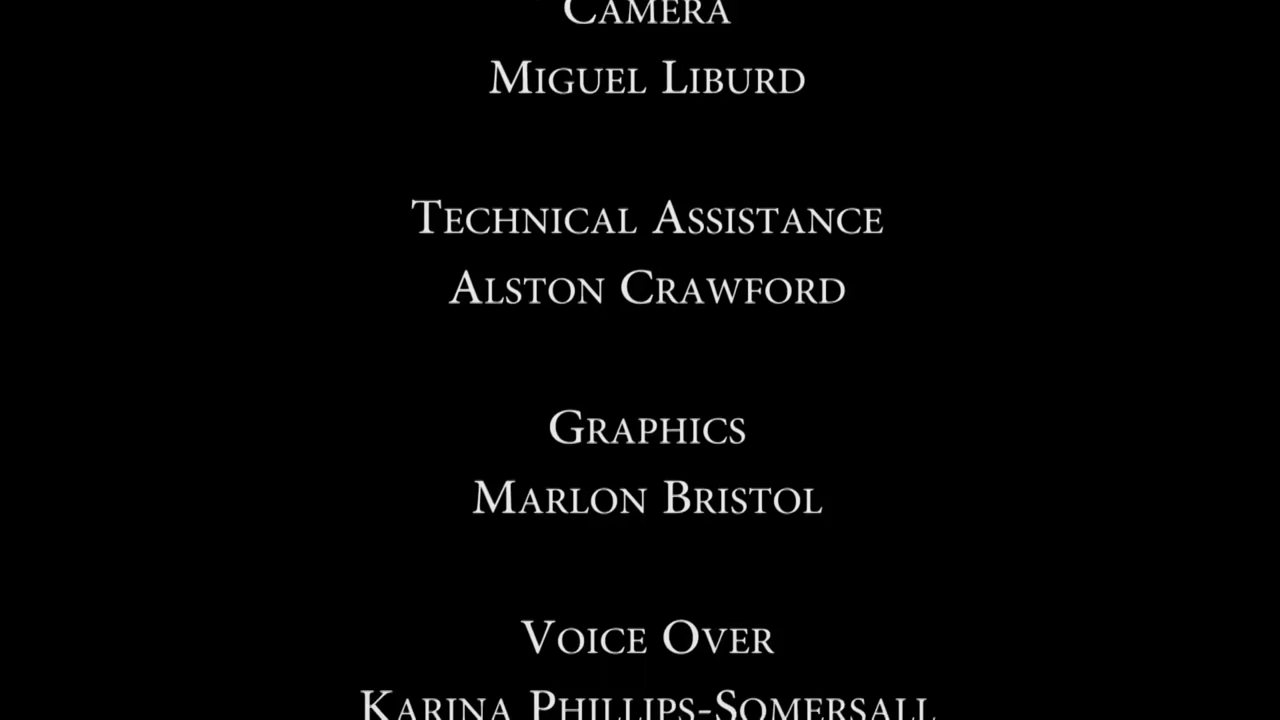 CAMERA
MIGUEL LIBURD
TECHNICAL ASSISTANCE
ALSTON CRAWFORD
GRAPHICS
MARLON BRISTOL
VOICE OVER
KARINA PHILLIPS-SOMERSALL